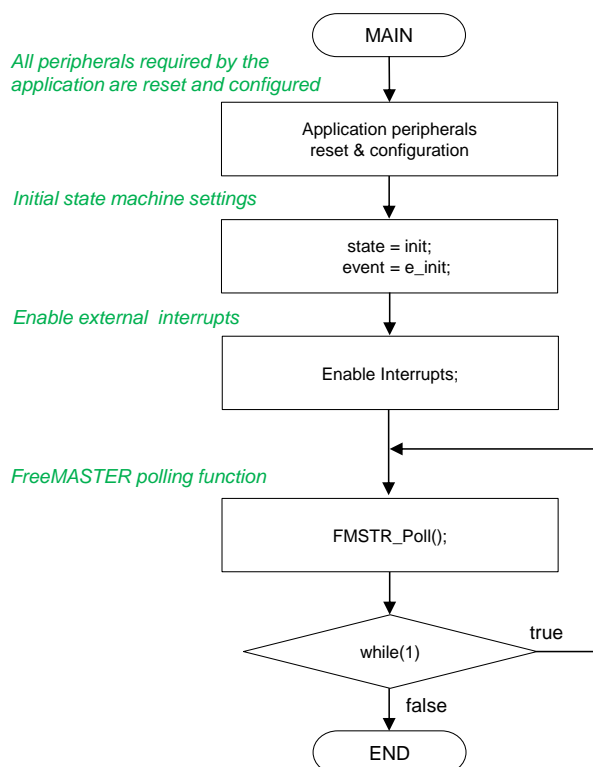 MAIN
All peripherals required by the
application are reset and configured
Application peripherals
reset & configuration
Initial state machine settings
state = init;
event = e_init;
Enable external  interrupts
Enable Interrupts;
FreeMASTER polling function
FMSTR_Poll();
true
while(1)
false
END